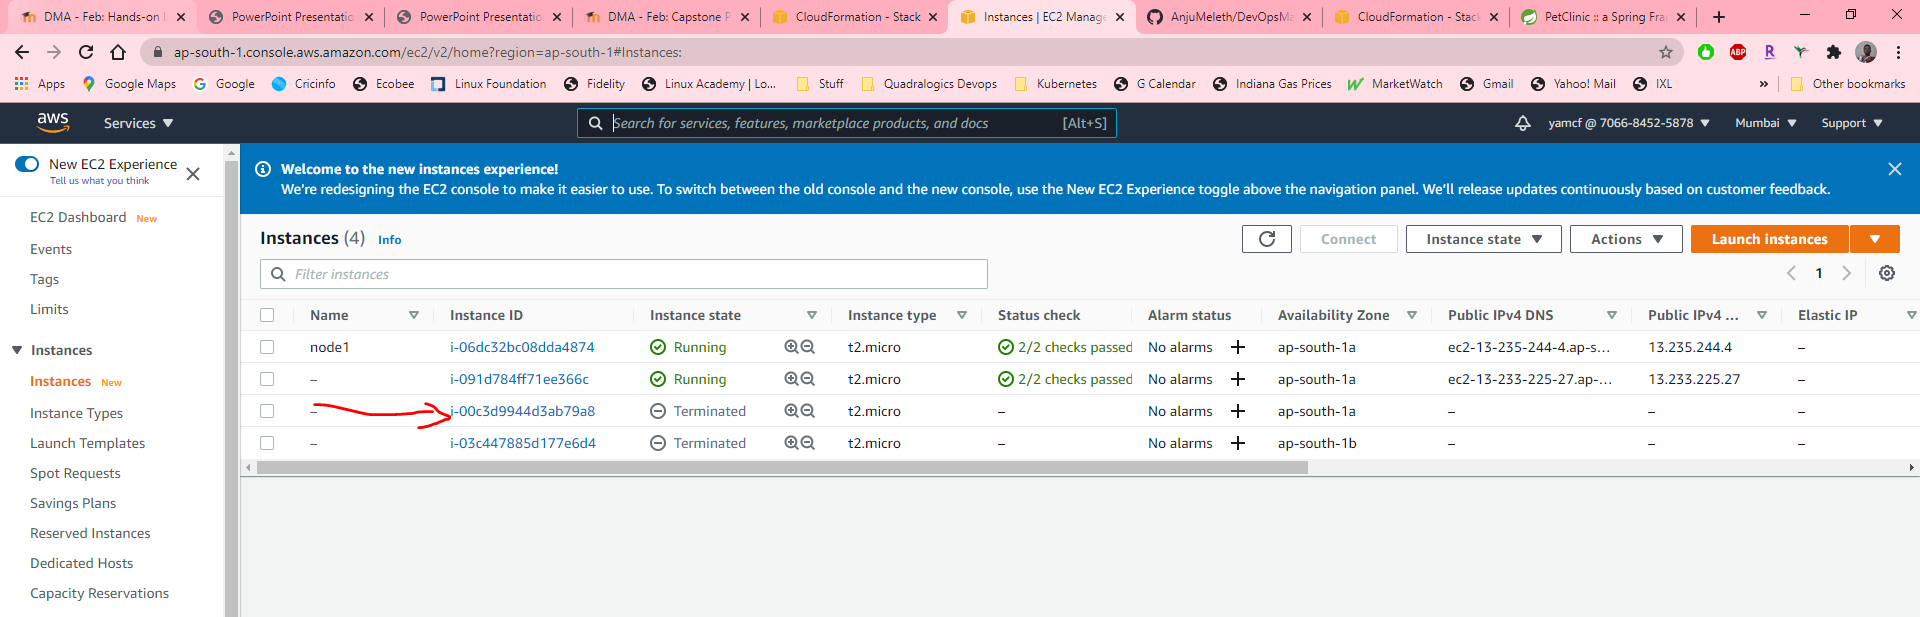 DMA - Feb: Hands-on
PowerPoint Presentatio
PowerPoint Presentatio
DMA - Feb: Capstone P
CloudFormation - Stack
Instances | EC2 Manag
AnjuMeleth/DevOpsMa
CloudFormation - Stac
PetClinic :: a Spring Fra
ap-south-1.console.aws.amazon.com/ec2/v2/home?region=ap-south-1#Instances:
ABP
R
Apps
Google Maps
Google
Cricinfo
Ecobee
Linux Foundation
Fidelity
Linux Academy | Lo...
Stuff
Quadralogics Devops
Kubernetes
G Calendar
Indiana Gas Prices
MarketWatch
Gmail
Yahoo! Mail
IXL
»
Other bookmarks
aws
Services
Search for services, features, marketplace products, and docs
[Alt+S]
yamcf @ 7066-8452-5878
Mumbai
Support
New EC2 Experience
Tell us what you think
Welcome to the new instances experience!
We're redesigning the EC2 console to make it easier to use. To switch between the old console and the new console, use the New EC2 Experience toggle above the navigation panel. We'll release updates continuously based on customer feedback.
EC2 Dashboard New
Events
Tags
Limits
Instances
Instances New
Instance Types
Launch Templates
Spot Requests
Savings Plans
Reserved Instances
Dedicated Hosts
Capacity Reservations
Instances (4) Info
Connect
Instance state
Actions
Launch instances
Filter instances
1
Name Instance ID Instance state Instance type Status check Alarm status Availability Zone Public IPv4 DNS Public IPv4 ... Elastic IP
node1 i-06dc32bc08dda4874 Running t2.micro 2/2 checks passed No alarms + ap-south-1a ec2-13-235-244-4.ap-s... 13.235.244.4 –
– i-091d784ff71ee366c Running t2.micro 2/2 checks passed No alarms + ap-south-1a ec2-13-233-225-27.ap-... 13.233.225.27 –
– i-00c3d9944d3ab79a8 Terminated t2.micro – No alarms + ap-south-1a – – –
– i-03c447885d177e6d4 Terminated t2.micro – No alarms + ap-south-1b – – –